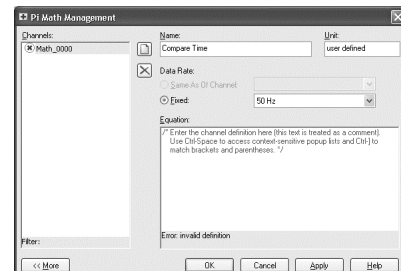 Pi Math Management
Channels:
Math_0000
Filter:
<< More
Name:
Compare Time
Unit:
user defined
Data Rate:
Same As Of Channel:
Fixed:
50 Hz
Equation:
/* Enter the channel definition here (this text is treated as a comment).
Use Ctrl-Space to access context-sensitive popup lists and Ctrl-] to
match brackets and parentheses. */
Error: invalid definition
OK
Cancel
Apply
Help